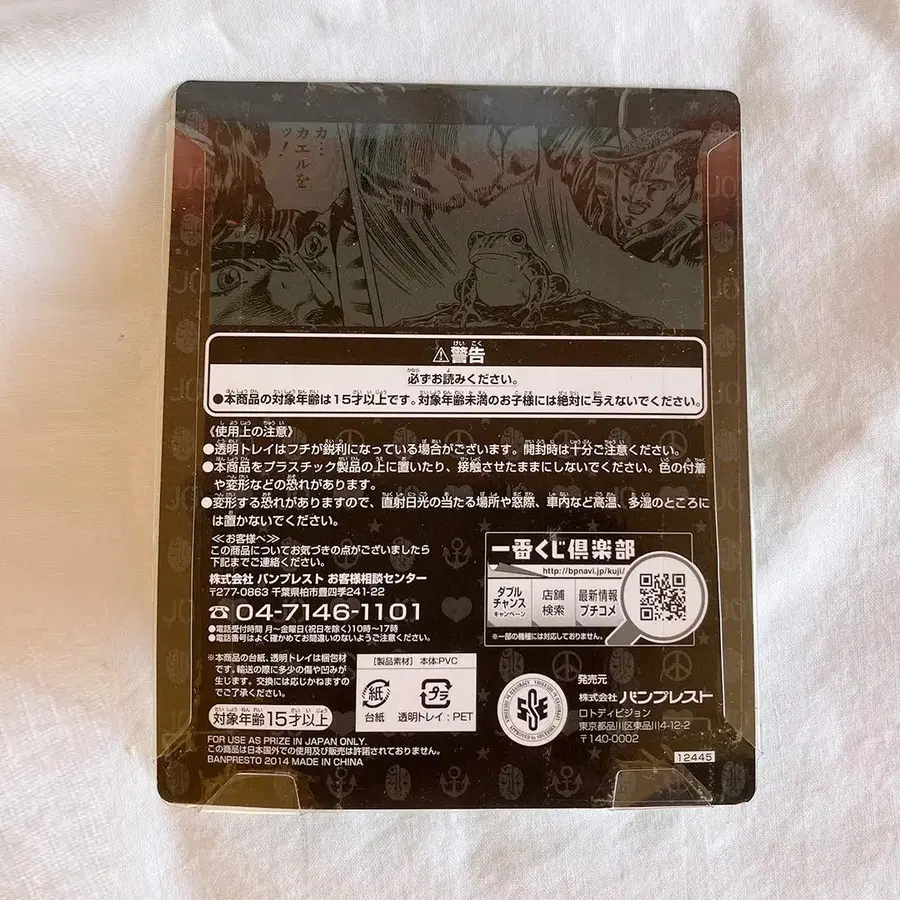 カ…
カエルを
ッ!
⚠警告
必ずお読みください。
●本商品の対象年齢は15才以上です。対象年齢未満のお子様には絶対に与えないでください。
《使用上の注意》
●透明トレイはフチが鋭利になっている場合がございます。開封時は十分ご注意ください。
●本商品をプラスチック製品の上に置いたり、接触させたままにしないでください。色の付着
や変形などの恐れがあります。
●変形する恐れがありますので、直射日光の当たる場所や窓際、車内など高温、多湿のところに
は置かないでください。
≪お客様へ≫
この商品についてお気づきの点がございましたら
下記までご連絡ください。
株式会社 バンプレスト お客様相談センター
〒277-0863 千葉県柏市豊四季241-22
☎04-7146-1101
●電話受付時間 月〜金曜日(祝日を除く)10時〜17時
●電話番号はよく確かめてお間違いのないようご注意ください。
一番くじ倶楽部
http://bpnavi.jp/kuji/
ダブル
チャンス
キャンペーン
店舗
検索
最新情報
プチコメ
※一部の機種には対応しておりません。
※本商品の台紙、透明トレイは梱包材
です。輸送の際に多少の傷や凹みが
生じます。交換には応じかねますので
でご了承ください。
【製品素材】 本体:PVC
紙
台紙
プラ
透明トレイ:PET
対象年齢15才以上
発売元
株式会社 バンプレスト
ロトディビジョン
東京都品川区東品川4-12-2
〒140-0002
FOR USE AS PRIZE IN JAPAN ONLY.
この商品は日本国外での使用及び販売は許諾されておりません。
BANPRESTO 2014 MADE IN CHINA
12445